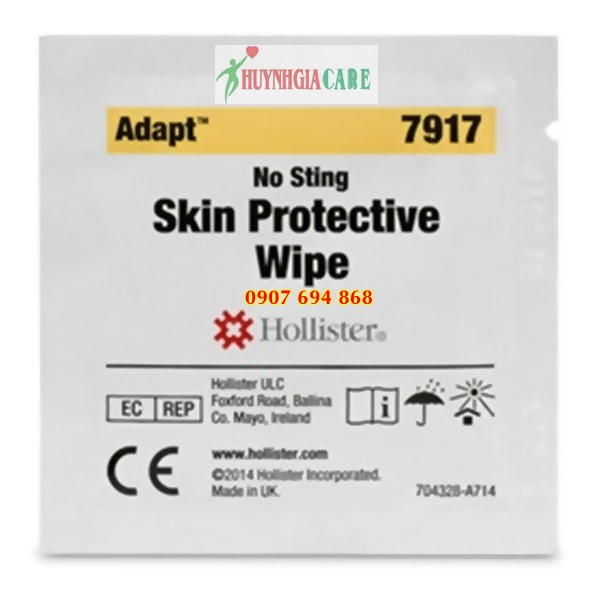 HUYNHGIACARE
Adapt™ 7917
No Sting
Skin Protective
Wipe
0907 694 868
Hollister®
Hollister ULC
EC REP Foxford Road, Ballina
Co. Mayo, Ireland
i
CE www.hollister.com
©2014 Hollister Incorporated.
Made in UK. 704328-A714